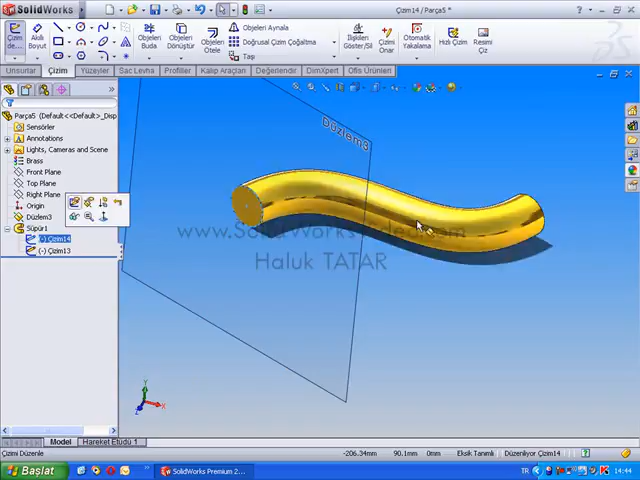 SolidWorks
Çizim14 / Parça5 *
Çizim de...
Akıllı Boyut
Objeleri Buda
Objeleri Dönüştür
Objeleri Ötele
Objeleri Aynala
Doğrusal Çizim Çoğaltma
Taşı
İlişkileri Göster/Sil
Çizimi Onar
Otomatik Yakalama
Hızlı Çizim
Resimi Çiz
Unsurlar
Çizim
Yüzeyler
Sac Levha
Profiller
Kalıp Araçları
Değerlendir
DimXpert
Ofis Ürünleri
Parça5 (Default<<Default>_Disp
Sensörler
Annotations
Lights, Cameras and Scene
Brass
Front Plane
Top Plane
Right Plane
Origin
Düzlem3
Süpür1
(-) Çizim14
(-) Çizim13
Düzlem3
Haluk TATAR
Y
X
Z
Model
Hareket Etüdü 1
Çizimi Düzenle
-206.34mm
90.1mm
0mm
Eksik Tanımlı
Düzenleniyor Çizim14
Başlat
SolidWorks Premium 2...
TR
14:44